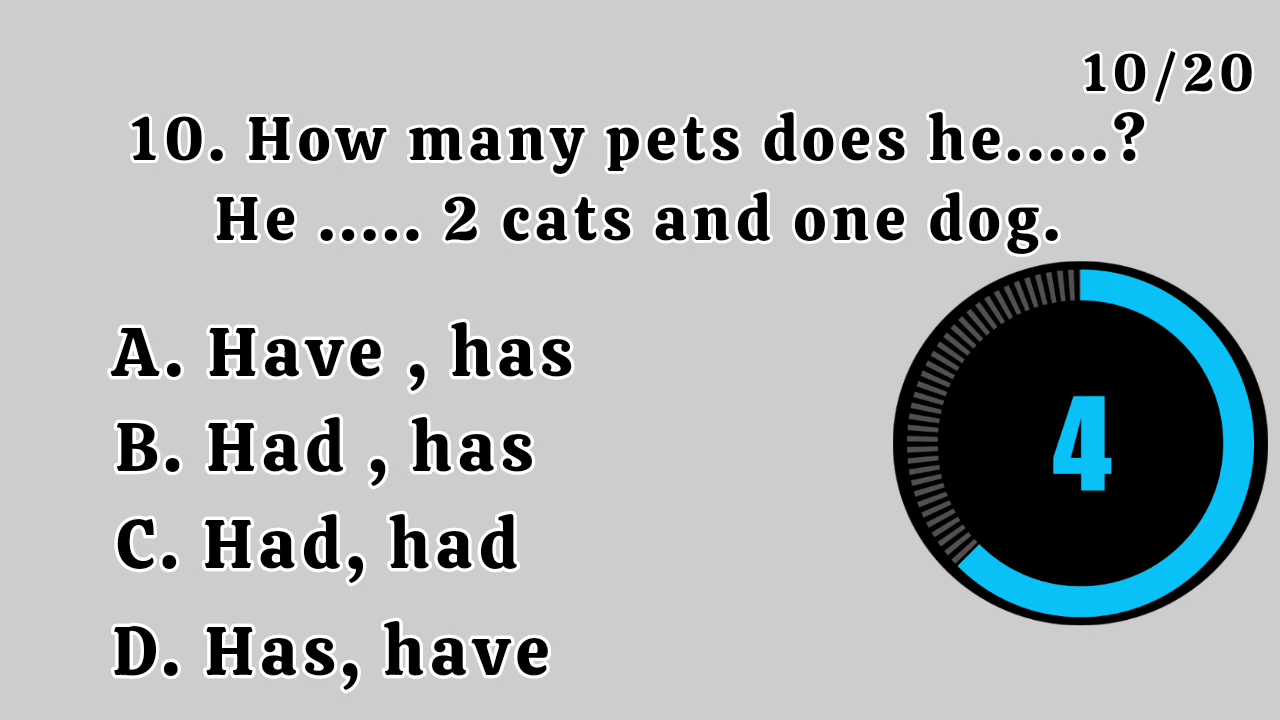 10/20
10. How many pets does he.....?
He ..... 2 cats and one dog.
A. Have , has
B. Had , has
C. Had, had
D. Has, have
4